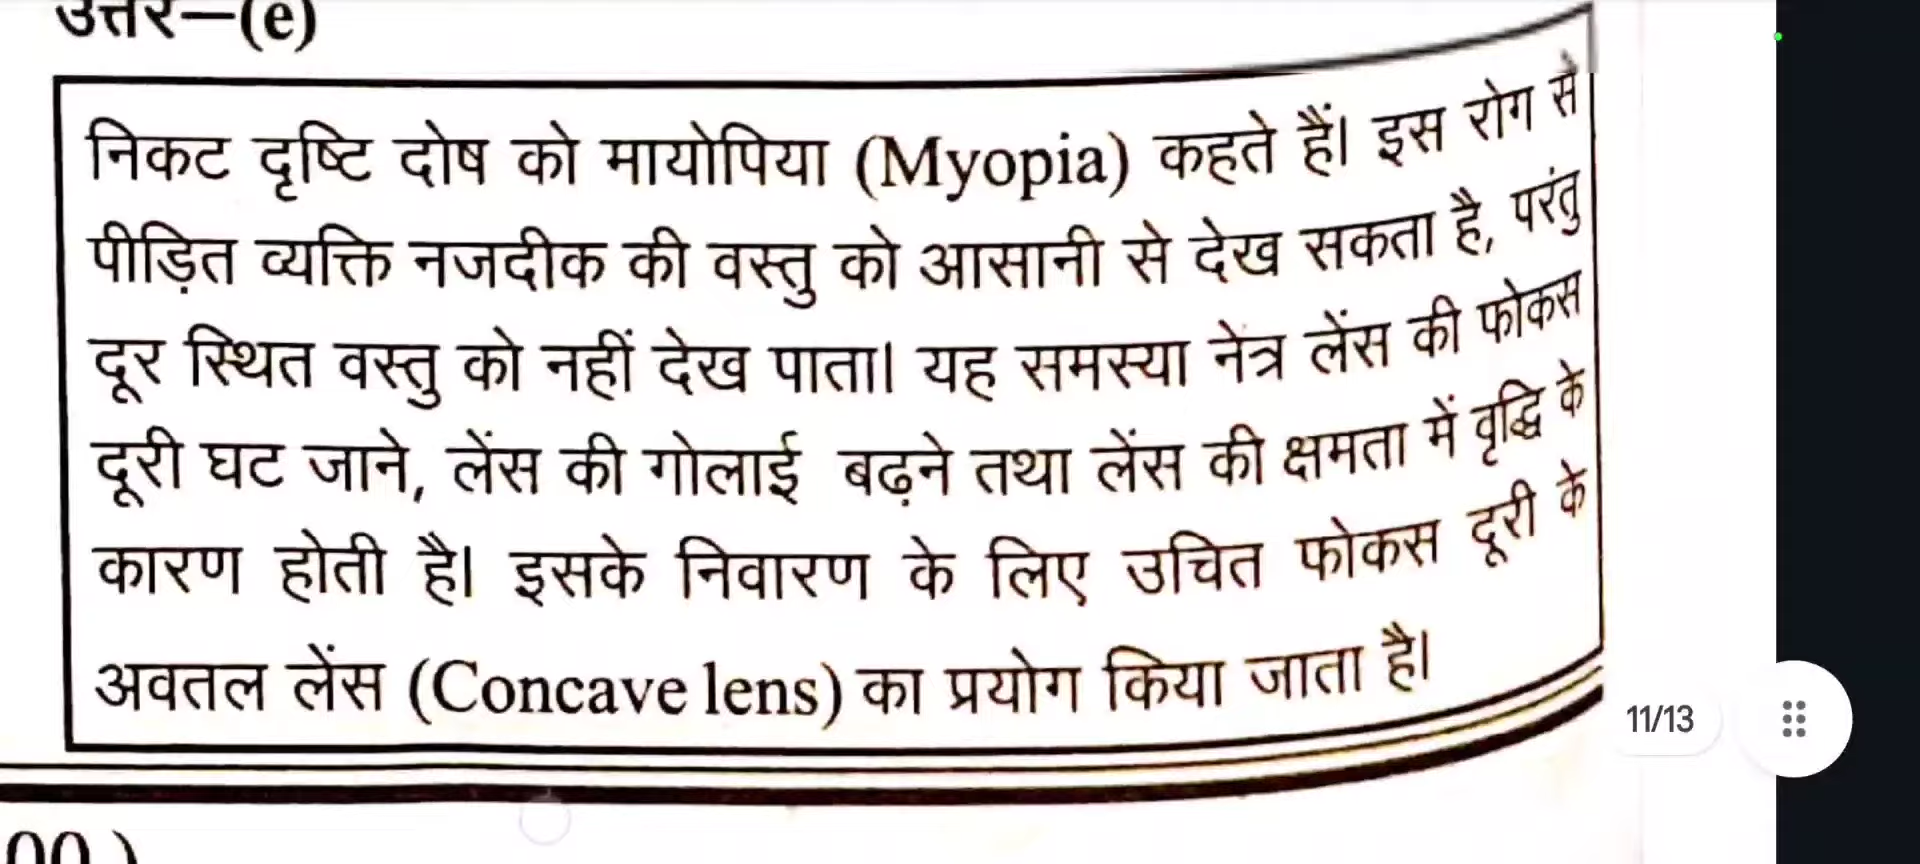 उत्तर—(e)
निकट दृष्टि दोष को मायोपिया (Myopia) कहते हैं। इस रोग से
पीड़ित व्यक्ति नजदीक की वस्तु को आसानी से देख सकता है, परंतु
दूर स्थित वस्तु को नहीं देख पाता। यह समस्या नेत्र लेंस की फोकस
दूरी घट जाने, लेंस की गोलाई बढ़ने तथा लेंस की क्षमता में वृद्धि के
कारण होती है। इसके निवारण के लिए उचित फोकस दूरी के
अवतल लेंस (Concave lens) का प्रयोग किया जाता है।
11/13